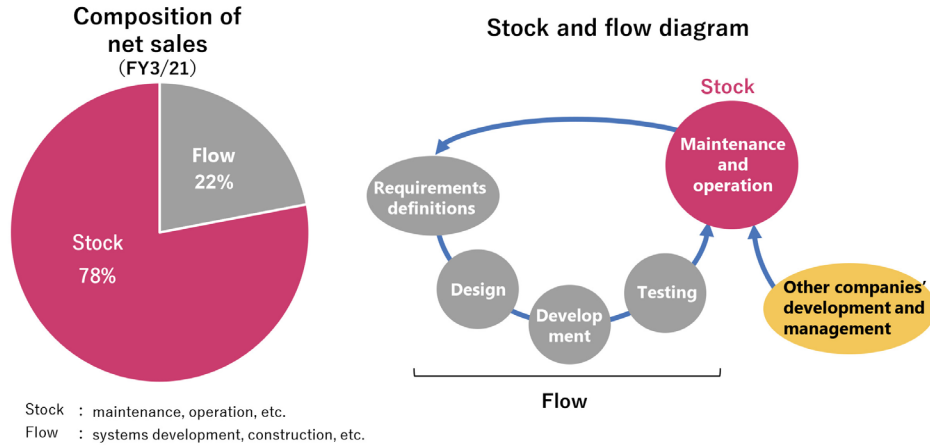 Composition of
net sales
(FY3/21)
Flow
22%
Stock
78%
Stock : maintenance, operation, etc.
Flow : systems development, construction, etc.
Stock and flow diagram
Stock
Maintenance
and
operation
Requirements
definitions
Design
Develop
ment
Testing
Other companies'
development and
management
Flow